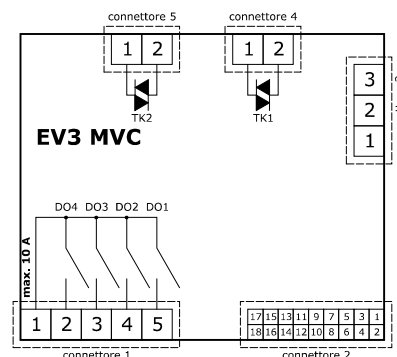 connettore 5 connettore 4
1 2 1 2
3
2
1
TK2 TK1
EV3 MVC
DO4 DO3 DO2 DO1
max. 10 A
1 2 3 4 5
17 15 13 11 9 7 5 3 1
18 16 14 12 10 8 6 4 2
connettore 1 connettore 2